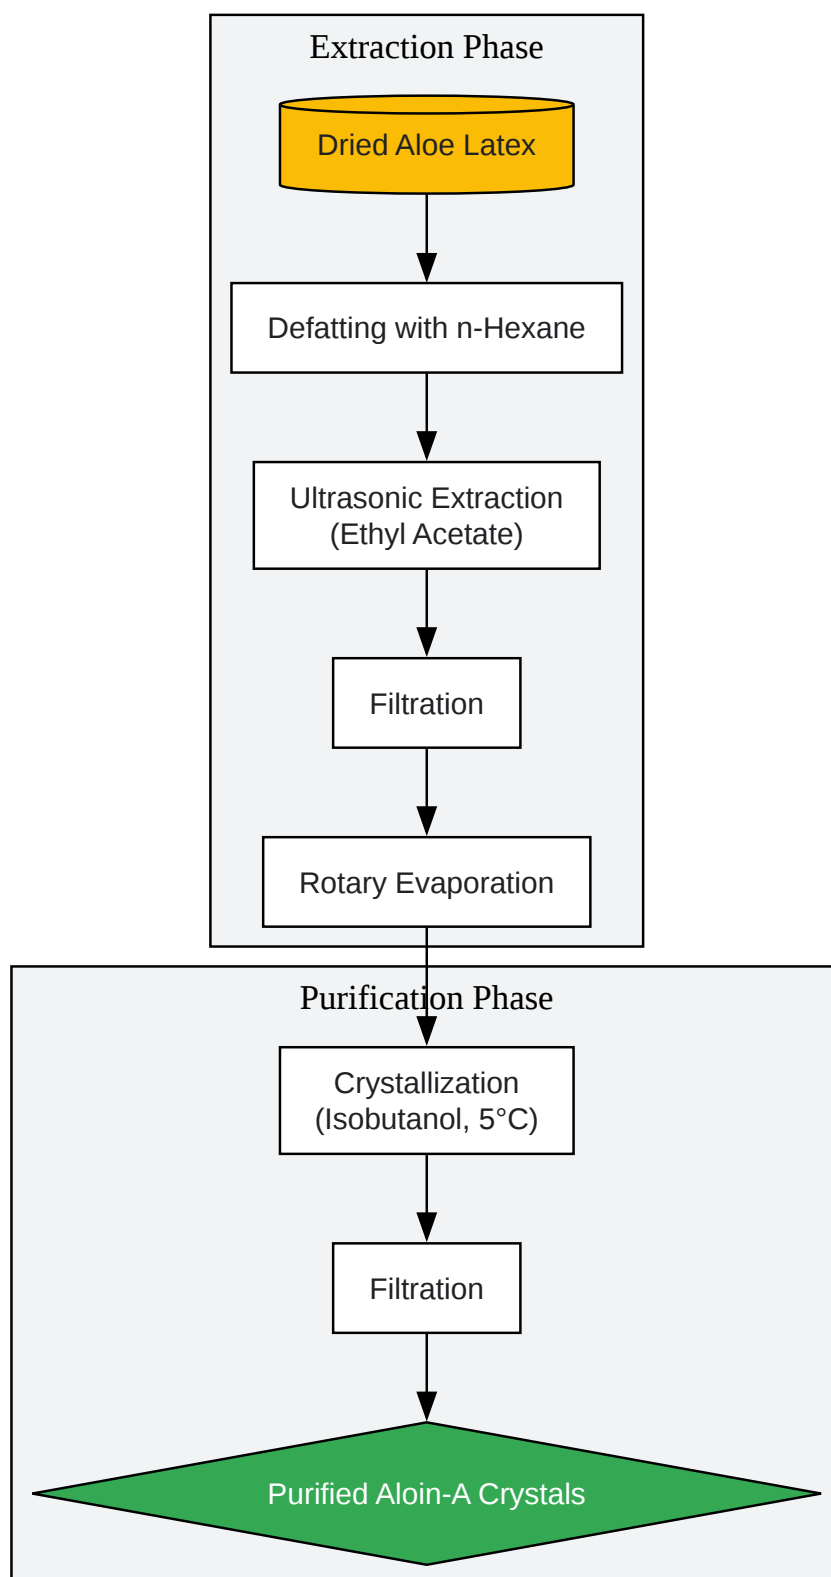 Extraction Phase
Dried Aloe Latex
Defatting with n-Hexane
Ultrasonic Extraction
(Ethyl Acetate)
Filtration
Rotary Evaporation
Purification Phase
Crystallization
(Isobutanol, 5°C)
Filtration
Purified Aloin-A Crystals